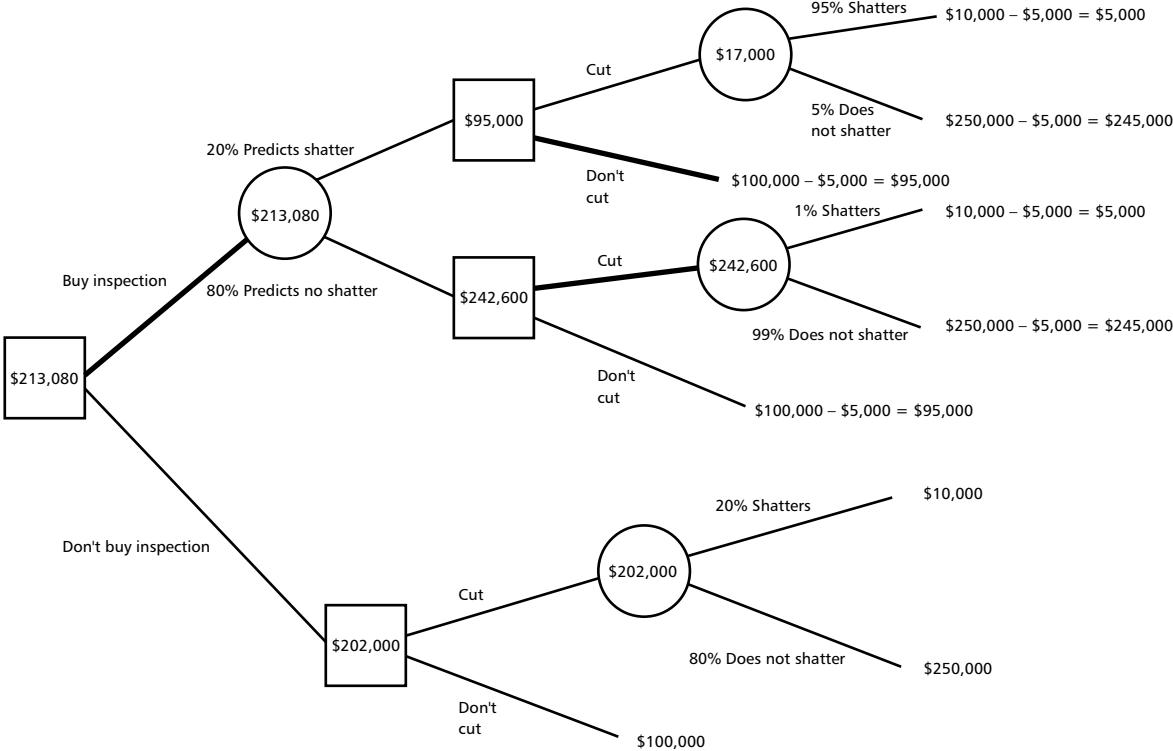 95% Shatters
$10,000 – $5,000 = $5,000
$17,000
Cut
5% Does
not shatter
$250,000 – $5,000 = $245,000
$95,000
20% Predicts shatter
Don't
cut
$100,000 – $5,000 = $95,000
$213,080
1% Shatters
$10,000 – $5,000 = $5,000
Cut
$242,600
Buy inspection
80% Predicts no shatter
$242,600
99% Does not shatter
$250,000 – $5,000 = $245,000
$213,080
Don't
cut
$100,000 – $5,000 = $95,000
Don't buy inspection
20% Shatters
$10,000
$202,000
Cut
$202,000
80% Does not shatter
$250,000
Don't
cut
$100,000